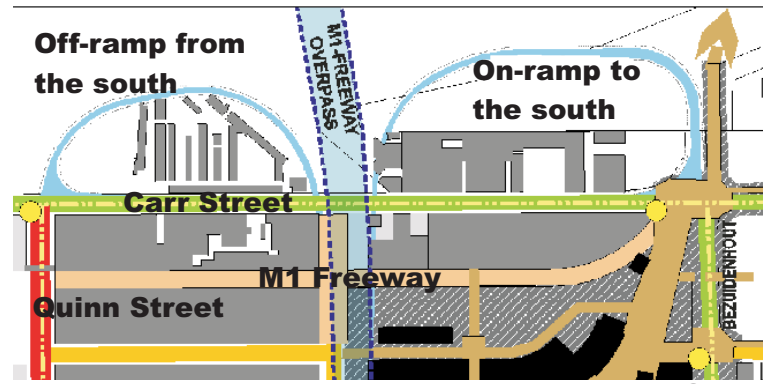 Off-ramp from
the south
M1-FREEWAY
OVERPASS
On-ramp to
the south
Carr Street
M1 Freeway
Quinn Street
BEZUIDENHOUT